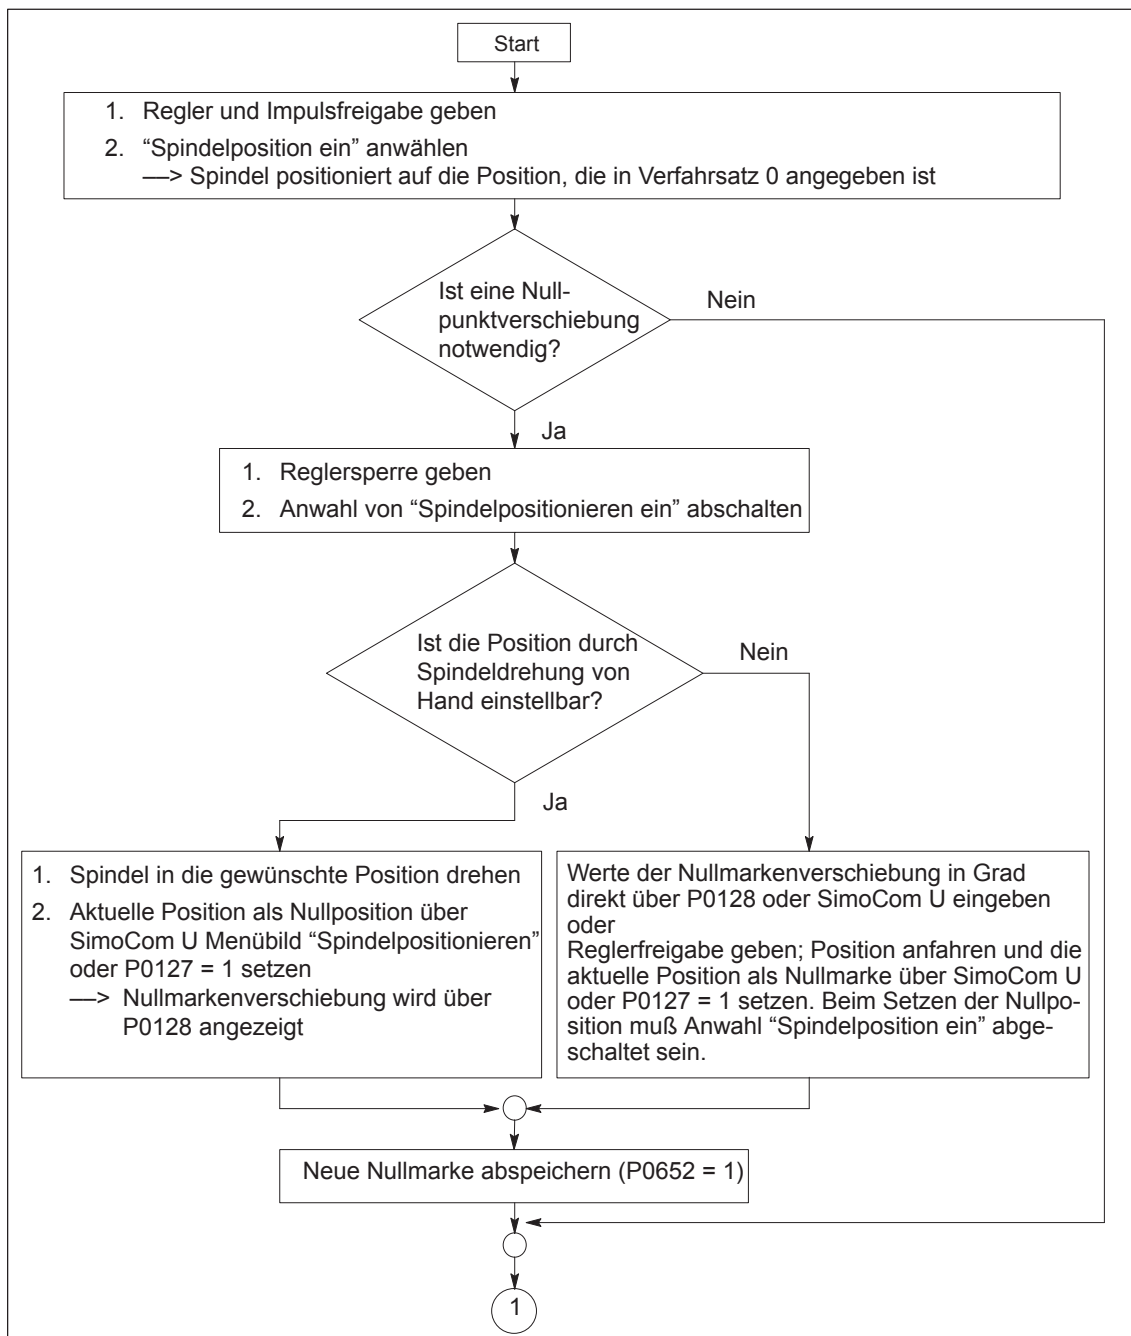 Start
1. Regler und Impulsfreigabe geben
2. “Spindelposition ein” anwählen
—> Spindel positioniert auf die Position, die in Verfahrsatz 0 angegeben ist
Ist eine Null-
punktverschiebung
notwendig?
Nein
Ja
1. Reglersperre geben
2. Anwahl von “Spindelpositionieren ein” abschalten
Ist die Position durch
Spindeldrehung von
Hand einstellbar?
Nein
Ja
1. Spindel in die gewünschte Position drehen
2. Aktuelle Position als Nullposition über
SimoCom U Menübild “Spindelpositionieren”
oder P0127 = 1 setzen
—> Nullmarkenverschiebung wird über
P0128 angezeigt
Werte der Nullmarkenverschiebung in Grad
direkt über P0128 oder SimoCom U eingeben
oder
Reglerfreigabe geben; Position anfahren und die
aktuelle Position als Nullmarke über SimoCom U
oder P0127 = 1 setzen. Beim Setzen der Nullpo-
sition muß Anwahl “Spindelposition ein” abge-
schaltet sein.
Neue Nullmarke abspeichern (P0652 = 1)
1